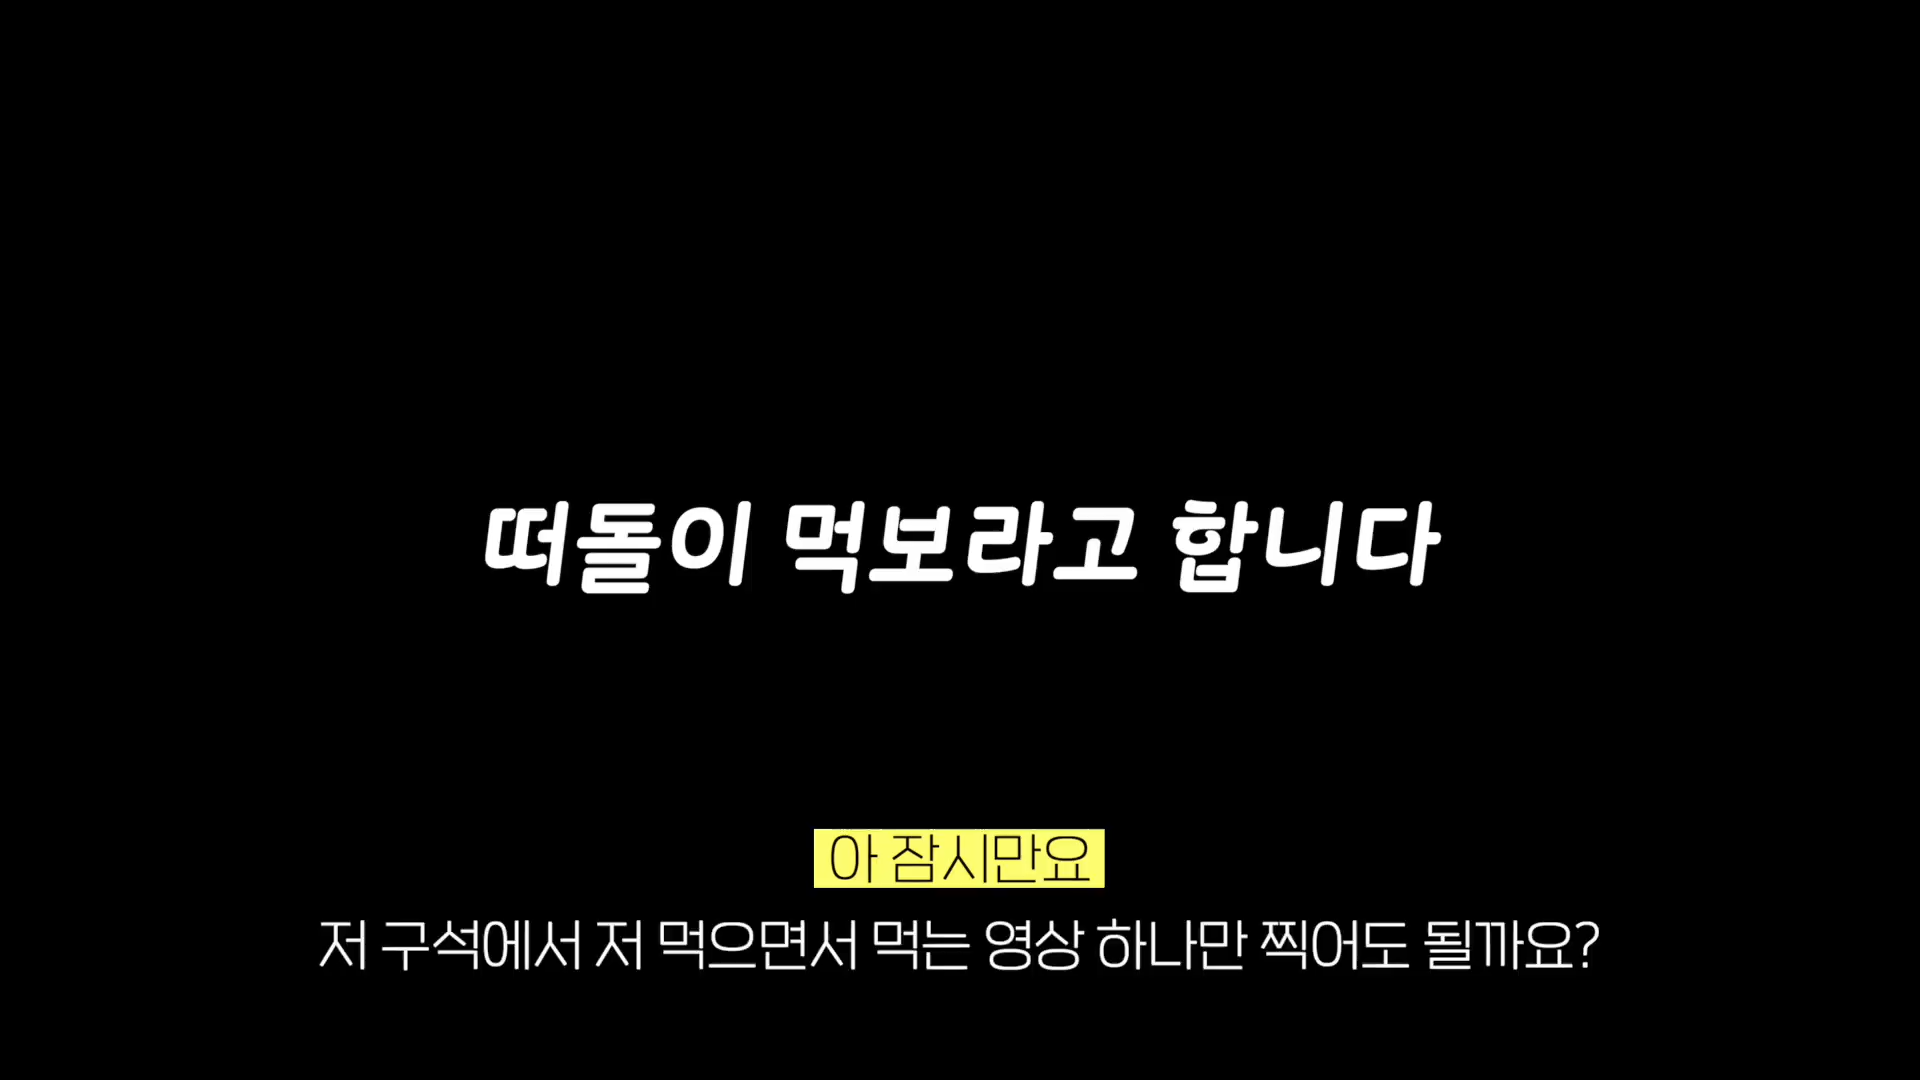 떠돌이 먹보라고 합니다
아 잠시만요
저 구석에서 저 먹으면서 먹는 영상 하나만 찍어도 될까요?